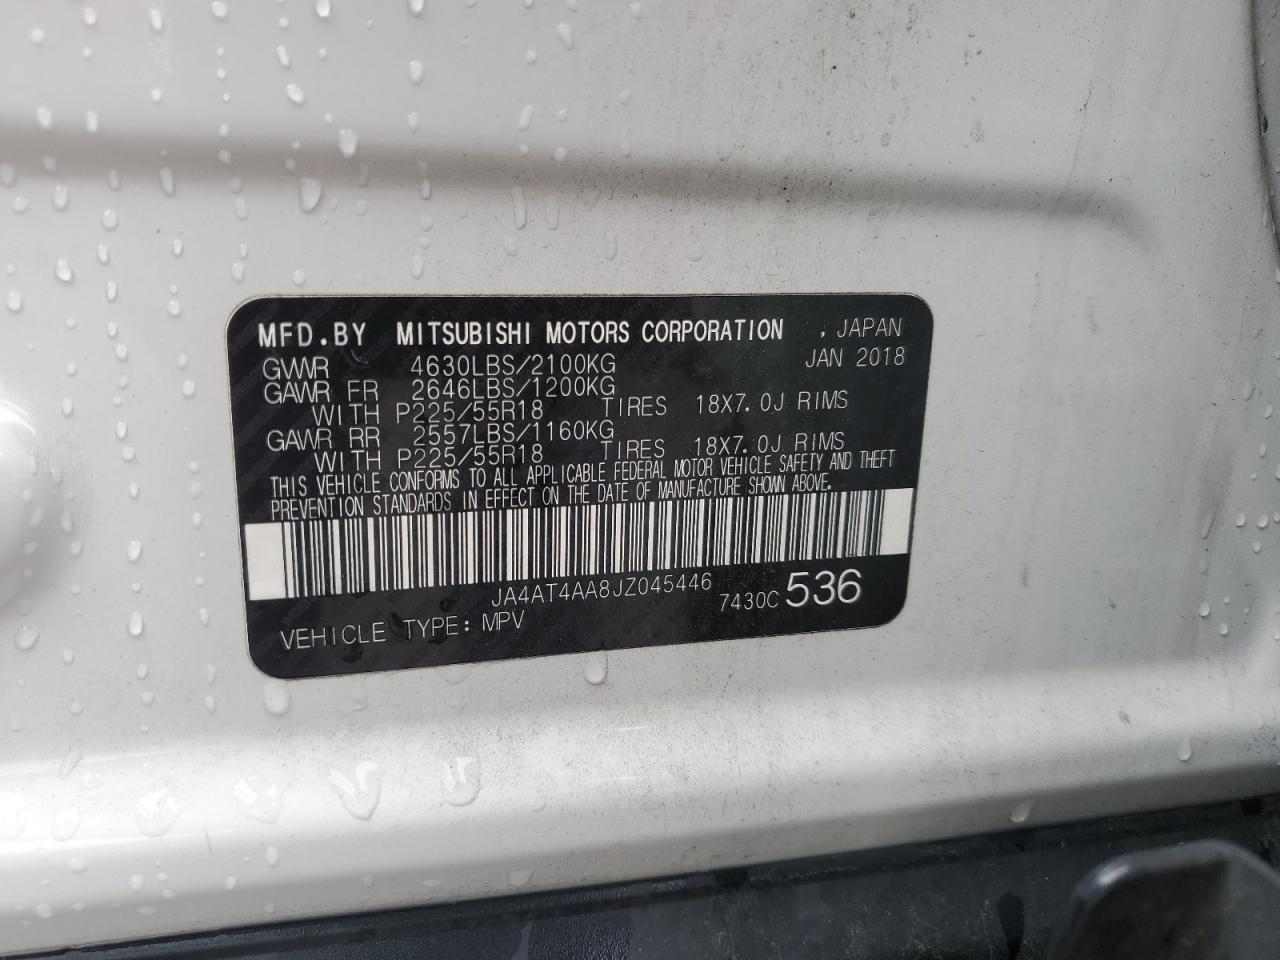 MFD.BY MITSUBISHI MOTORS CORPORATION , JAPAN
GVWR 4630LBS/2100KG JAN 2018
GAWR FR 2646LBS/1200KG
WITH P225/55R18 TIRES 18X7.0J RIMS
GAWR RR 2557LBS/1160KG
WITH P225/55R18 TIRES 18X7.0J RIMS
THIS VEHICLE CONFORMS TO ALL APPLICABLE FEDERAL MOTOR VEHICLE SAFETY AND THEFT
PREVENTION STANDARDS IN EFFECT ON THE DATE OF MANUFACTURE SHOWN ABOVE.
JA4AT4AA8JZ045446
7430C 536
VEHICLE TYPE: MPV